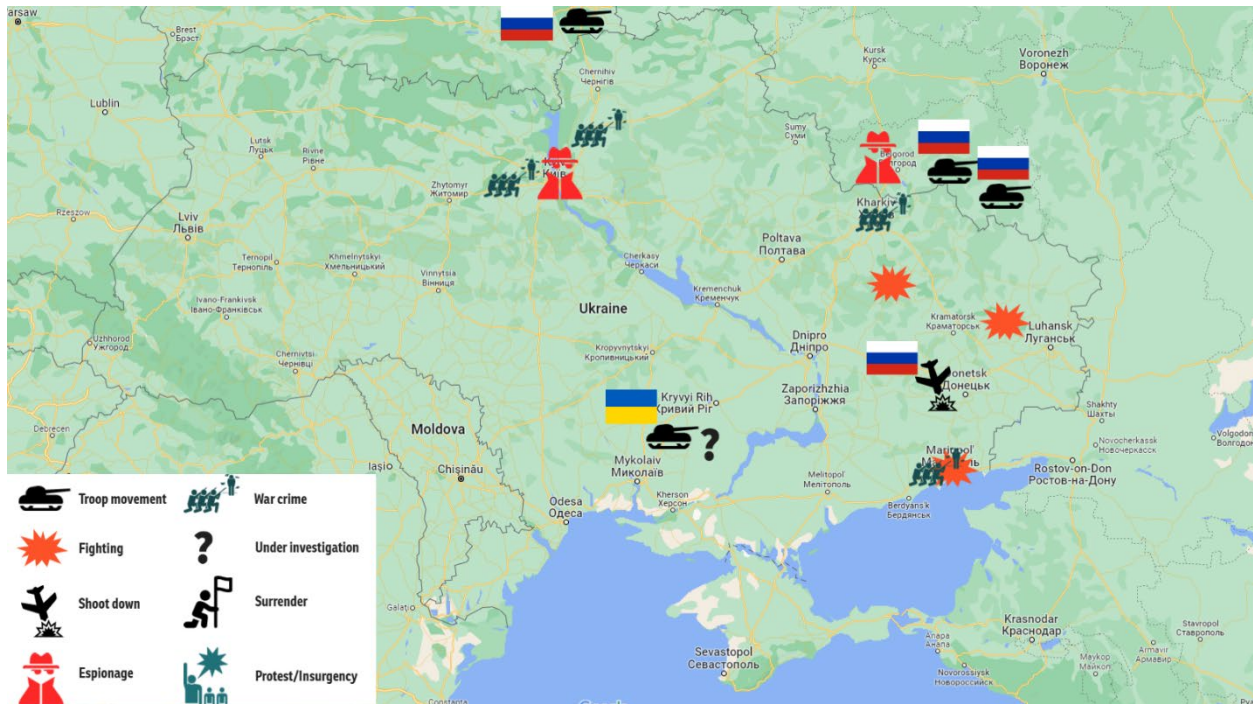 arsaw
Brest
Брэст
Chernihiv
Чернігів
Kursk
Курск
Voronezh
Воронеж
Lublin
Lutsk
Луцьк
Rivne
Рівне
Sumy
Суми
Київ
Zhytomyr
Житомир
Kharkiv
Rzeszow
Lviv
Львів
Ternopil
Тернопіль
Khmelnytskyi
Хмельницький
Vinnytsia
Вінниця
Cherkasy
Черкаси
Poltava
Полтава
Ivano-Frankivsk
Івано-Франківськ
Ukraine
Kremenchuk
Кременчук
Kramatorsk
Краматорськ
Luhansk
Луганськ
Uzhhorod
Ужгород
Chernivtsi
Чернівці
Kropyvnytskyi
Кропивницький
Dnipro
Дніпро
onetsk
Донецьк
Zaporizhzhia
Запоріжжя
Kryvyi Rih
Кривий Ріг
Shakhty
Шахты
Debrecen
Moldova
Novocherkassk
Новочеркасск
Volgodon
Волгодон
Iași
Chișinău
Mykolaiv
Миколаїв
Melitopol'
Мелітополь
Rostov-on-Don
Ростов-на-Дону
Odesa
Одеса
Kherson
Херсон
Berdyans'k
Бердянськ
Troop movement
War crime
Fighting
Under investigation
Shoot down
Surrender
Espionage
Protest/Insurgency
Galați
Krasnodar
Краснодар
Stavropol
Ставрополь
Anapa
Анапа
Armavir
Армавир
Maykop
Майкоп
Sevastopol
Севастополь
Novorossiysk
Новороссийск
Constanta